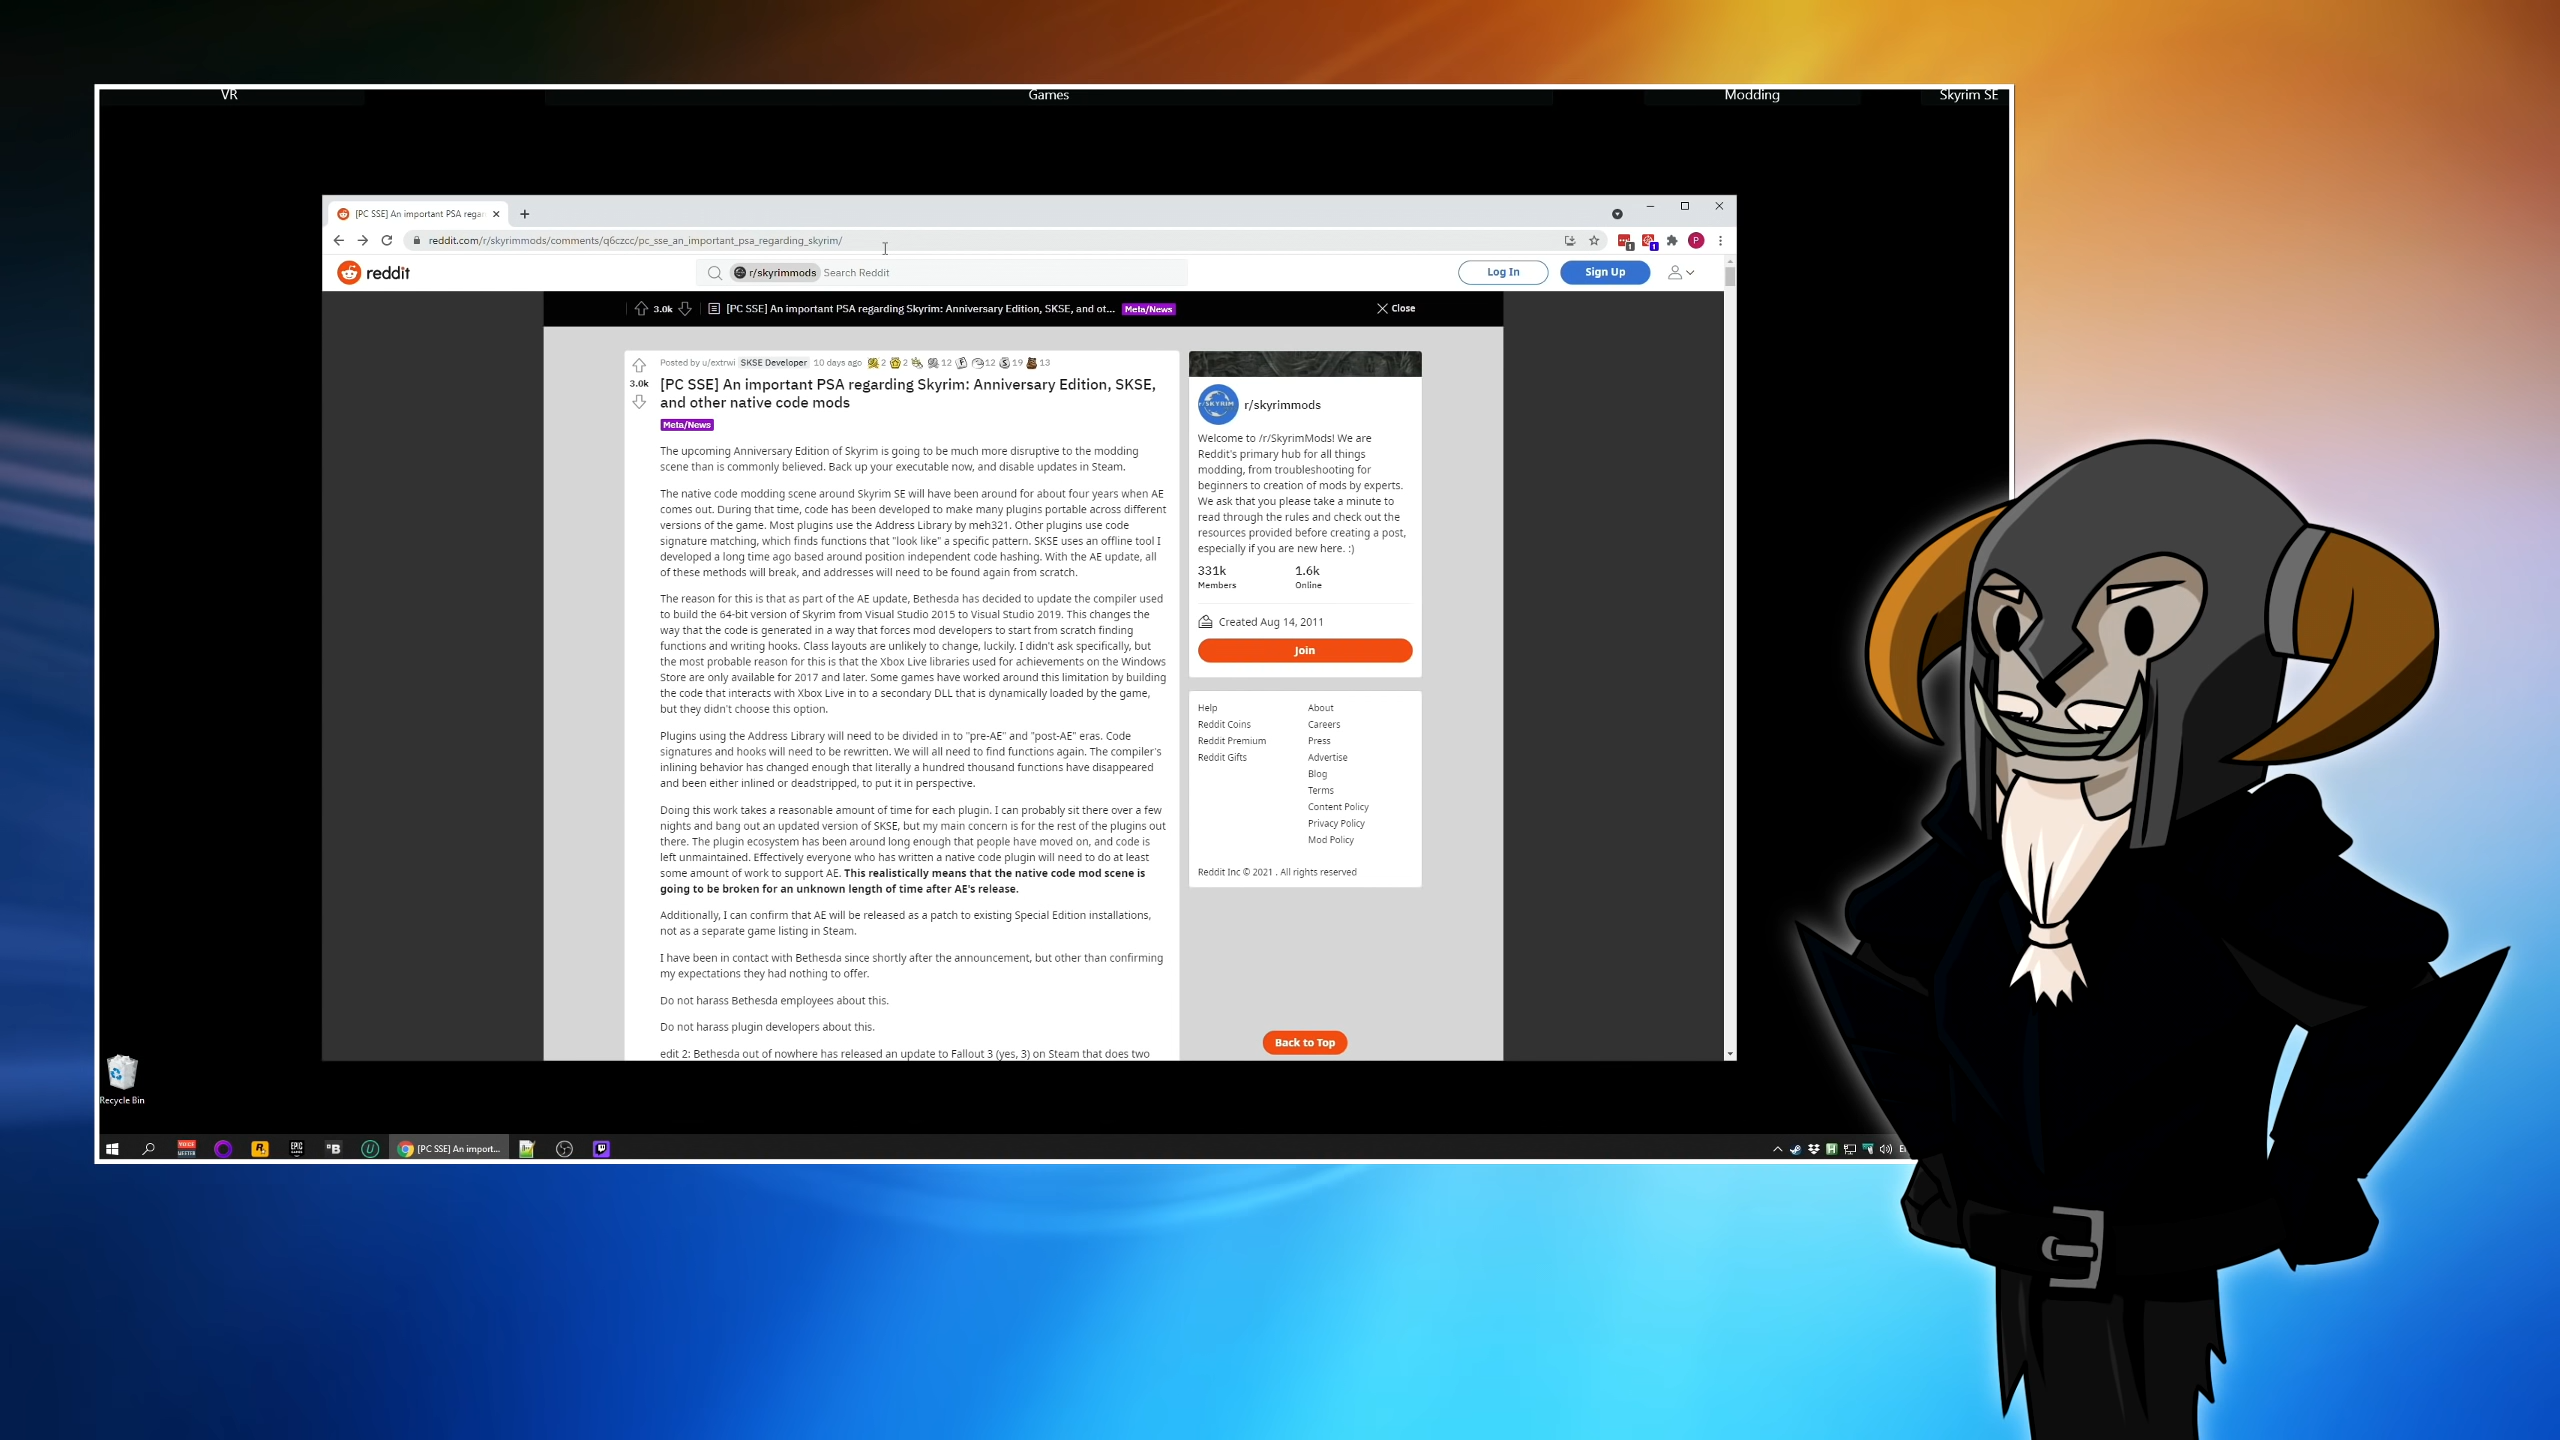 VR
Games
Modding
Skyrim SE
[PC SSE] An important PSA regar
reddit.com/r/skyrimmods/comments/q6czcc/pc_sse_an_important_psa_regarding_skyrim/
reddit
r/skyrimmods Search Reddit
Log In
Sign Up
3.0k
[PC SSE] An important PSA regarding Skyrim: Anniversary Edition, SKSE, and ot... Meta/News
Close
Posted by u/extrwi SKSE Developer 10 days ago 2 2 12 12 19 13
3.0k
[PC SSE] An important PSA regarding Skyrim: Anniversary Edition, SKSE,
and other native code mods
Meta/News
The upcoming Anniversary Edition of Skyrim is going to be much more disruptive to the modding
scene than is commonly believed. Back up your executable now, and disable updates in Steam.
The native code modding scene around Skyrim SE will have been around for about four years when AE
comes out. During that time, code has been developed to make many plugins portable across different
versions of the game. Most plugins use the Address Library by meh321. Other plugins use code
signature matching, which finds functions that "look like" a specific pattern. SKSE uses an offline tool I
developed a long time ago based around position independent code hashing. With the AE update, all
of these methods will break, and addresses will need to be found again from scratch.
The reason for this is that as part of the AE update, Bethesda has decided to update the compiler used
to build the 64-bit version of Skyrim from Visual Studio 2015 to Visual Studio 2019. This changes the
way that the code is generated in a way that forces mod developers to start from scratch finding
functions and writing hooks. Class layouts are unlikely to change, luckily. I didn't ask specifically, but
the most probable reason for this is that the Xbox Live libraries used for achievements on the Windows
Store are only available for 2017 and later. Some games have worked around this limitation by building
the code that interacts with Xbox Live in to a secondary DLL that is dynamically loaded by the game,
but they didn't choose this option.
Plugins using the Address Library will need to be divided in to "pre-AE" and "post-AE" eras. Code
signatures and hooks will need to be rewritten. We will all need to find functions again. The compiler's
inlining behavior has changed enough that literally a hundred thousand functions have disappeared
and been either inlined or deadstripped, to put it in perspective.
Doing this work takes a reasonable amount of time for each plugin. I can probably sit there over a few
nights and bang out an updated version of SKSE, but my main concern is for the rest of the plugins out
there. The plugin ecosystem has been around long enough that people have moved on, and code is
left unmaintained. Effectively everyone who has written a native code plugin will need to do at least
some amount of work to support AE. This realistically means that the native code mod scene is
going to be broken for an unknown length of time after AE's release.
Additionally, I can confirm that AE will be released as a patch to existing Special Edition installations,
not as a separate game listing in Steam.
I have been in contact with Bethesda since shortly after the announcement, but other than confirming
my expectations they had nothing to offer.
Do not harass Bethesda employees about this.
Do not harass plugin developers about this.
edit 2: Bethesda out of nowhere has released an update to Fallout 3 (yes, 3) on Steam that does two
r/skyrimmods
Welcome to /r/SkyrimMods! We are
Reddit's primary hub for all things
modding, from troubleshooting for
beginners to creation of mods by experts.
We ask that you please take a minute to
read through the rules and check out the
resources provided before creating a post,
especially if you are new here. :)
331k
Members
1.6k
Online
Created Aug 14, 2011
Join
Help
Reddit Coins
Reddit Premium
Reddit Gifts
About
Careers
Press
Advertise
Blog
Terms
Content Policy
Privacy Policy
Mod Policy
Reddit Inc © 2021 . All rights reserved
Back to Top
Recycle Bin
[PC SSE] An import...